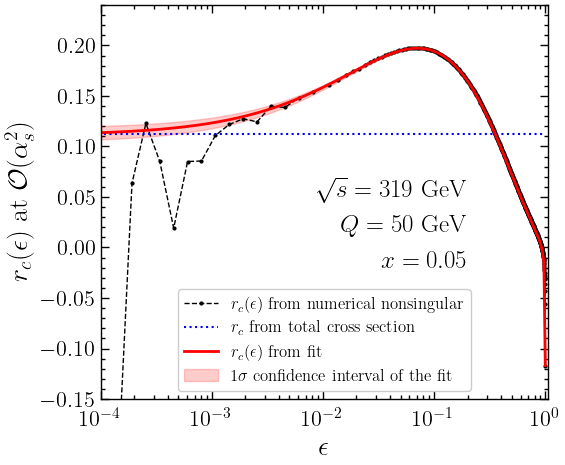 r_c(ϵ) at 𝒪(α_s^2)
0.20
0.15
0.10
0.05
0.00
−0.05
−0.10
−0.15
√s = 319 GeV
Q = 50 GeV
x = 0.05
r_c(ϵ) from numerical nonsingular
r_c from total cross section
r_c(ϵ) from fit
1σ confidence interval of the fit
10^−4 10^−3 10^−2 10^−1 10^0
ϵ